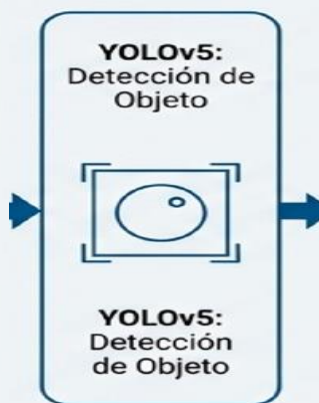 YOLOv5:
Detección de
Objeto
YOLOv5:
Detección
de Objeto